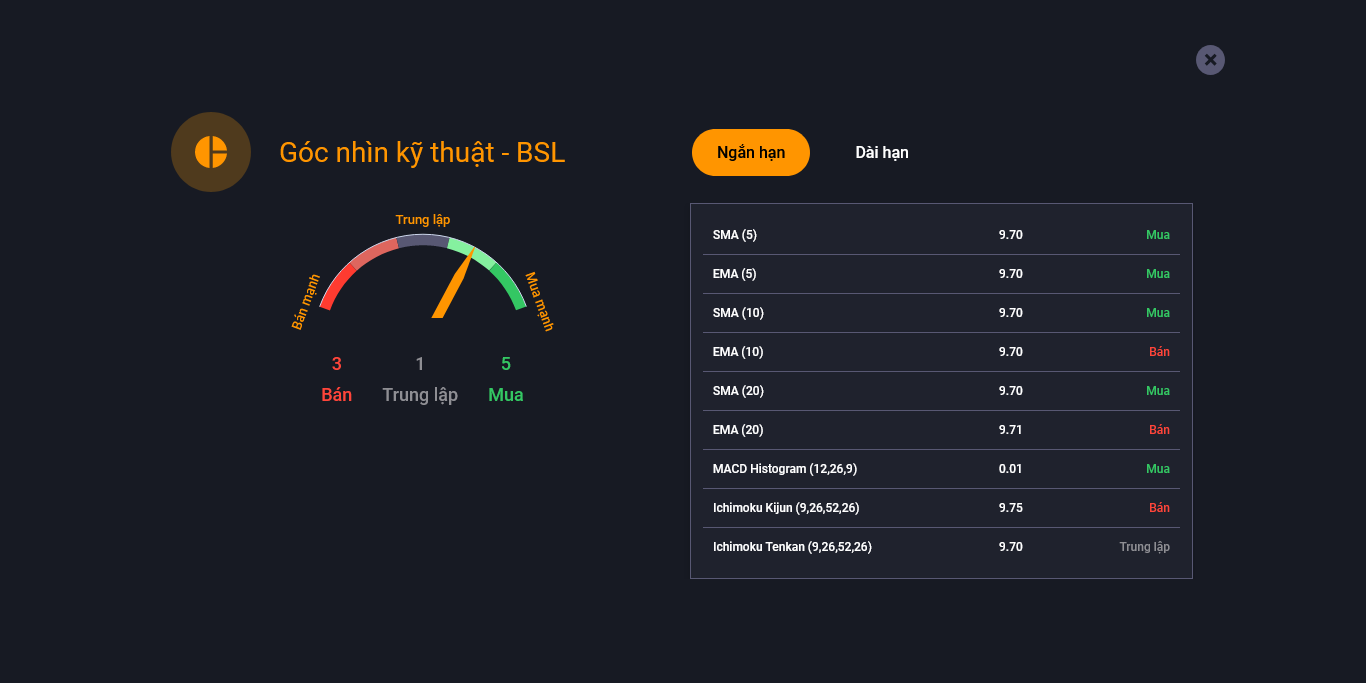 Góc nhìn kỹ thuật - BSL
Trung lập
Bán mạnh
Mua mạnh
3 1 5
Bán Trung lập Mua
Ngắn hạn Dài hạn
SMA (5) 9.70 Mua
EMA (5) 9.70 Mua
SMA (10) 9.70 Mua
EMA (10) 9.70 Bán
SMA (20) 9.70 Mua
EMA (20) 9.71 Bán
MACD Histogram (12,26,9) 0.01 Mua
Ichimoku Kijun (9,26,52,26) 9.75 Bán
Ichimoku Tenkan (9,26,52,26) 9.70 Trung lập